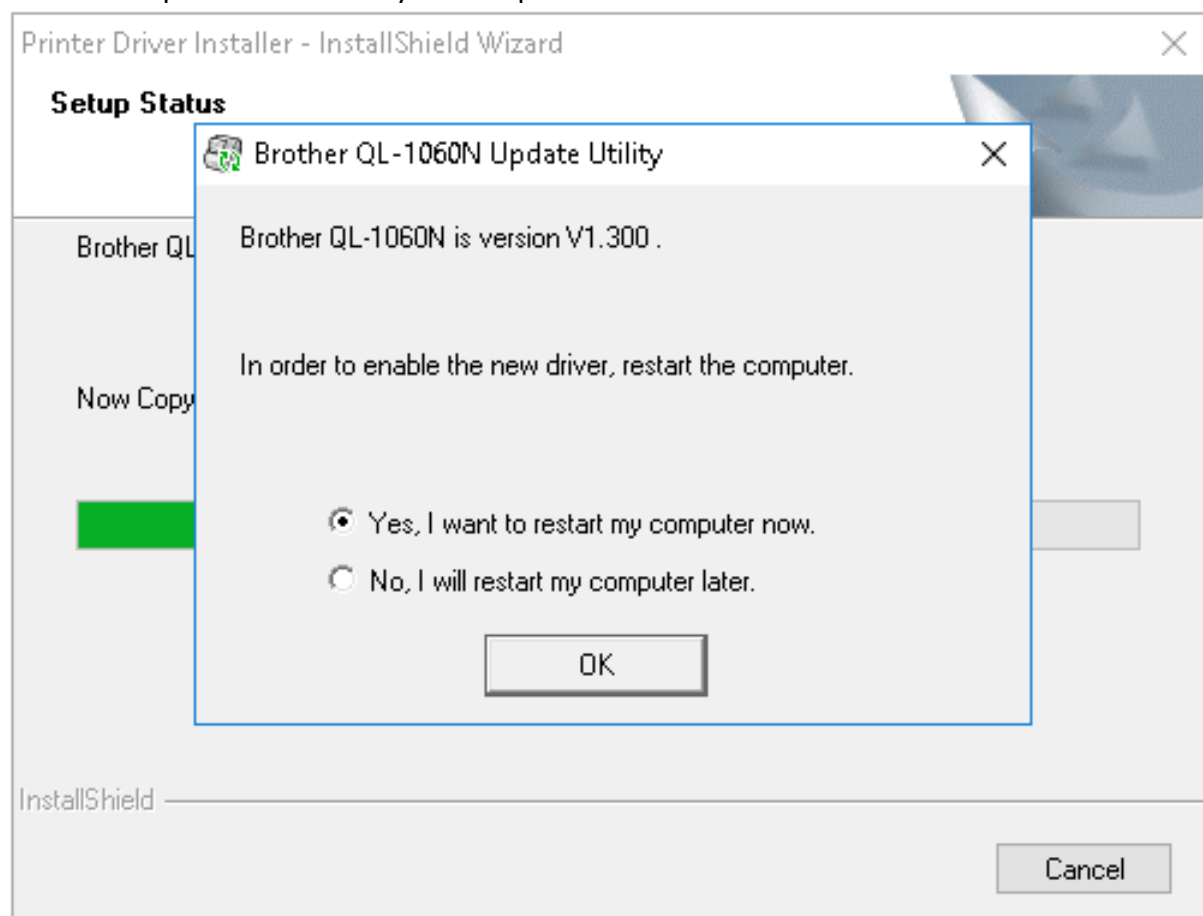 Printer Driver Installer - InstallShield Wizard
Setup Status
Brother QL-1060N Update Utility
Brother QL
Brother QL-1060N is version V1.300 .
In order to enable the new driver, restart the computer.
Now Copy
Yes, I want to restart my computer now.
No, I will restart my computer later.
OK
InstallShield
Cancel